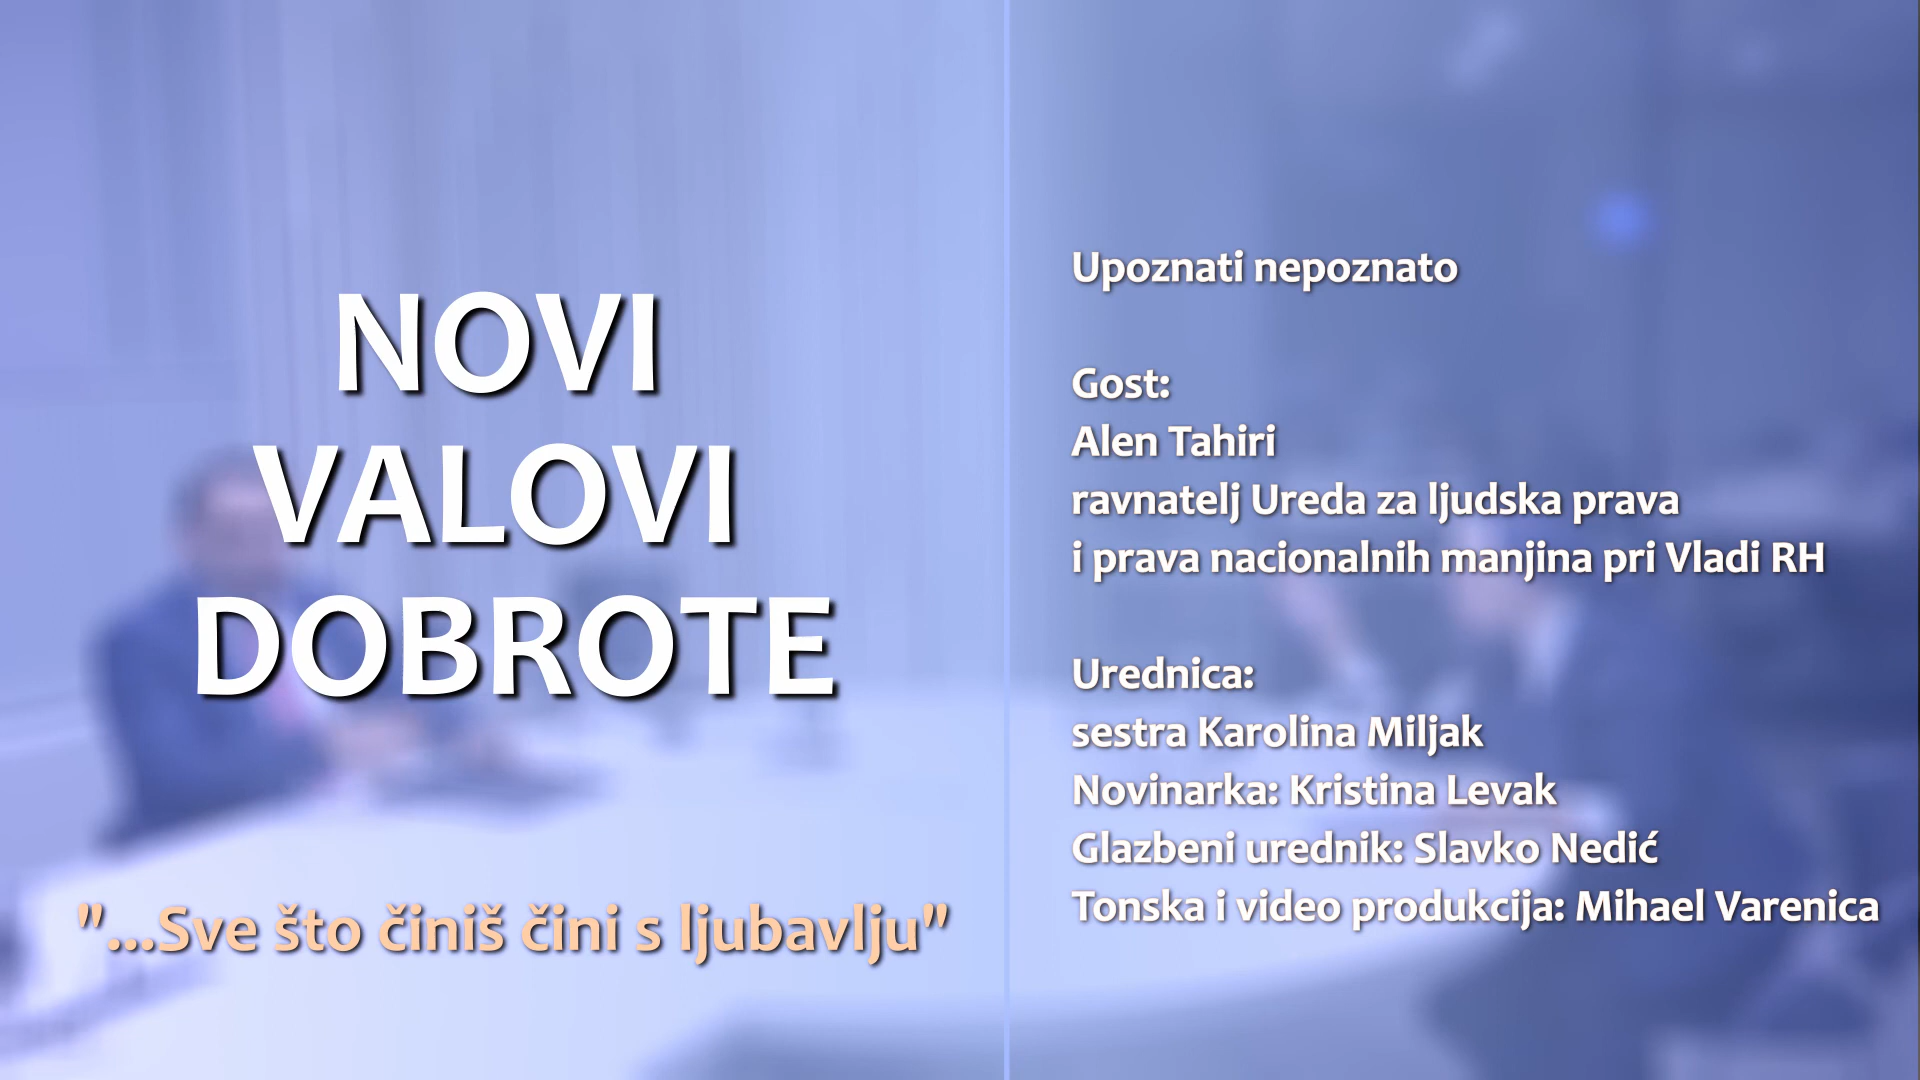 NOVI
VALOVI
DOBROTE
"...Sve što činiš čini s ljubavlju"
Upoznati nepoznato
Gost:
Alen Tahiri
ravnatelj Ureda za ljudska prava
i prava nacionalnih manjina pri Vladi RH
Urednica:
sestra Karolina Miljak
Novinarka: Kristina Levak
Glazbeni urednik: Slavko Nedić
Tonska i video produkcija: Mihael Varenica